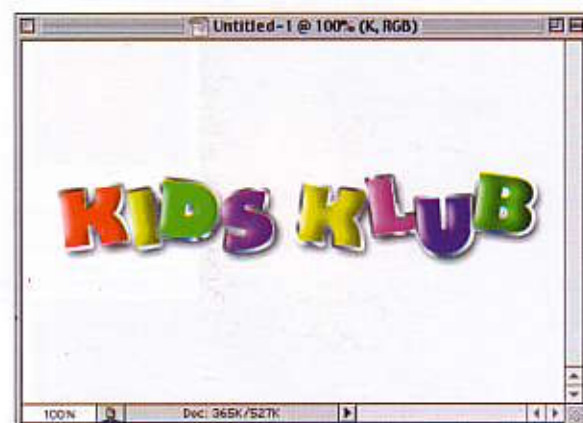 Untitled-1 @ 100% (K, RGB)
KIDS KLUB
100% Doc: 365K/527K